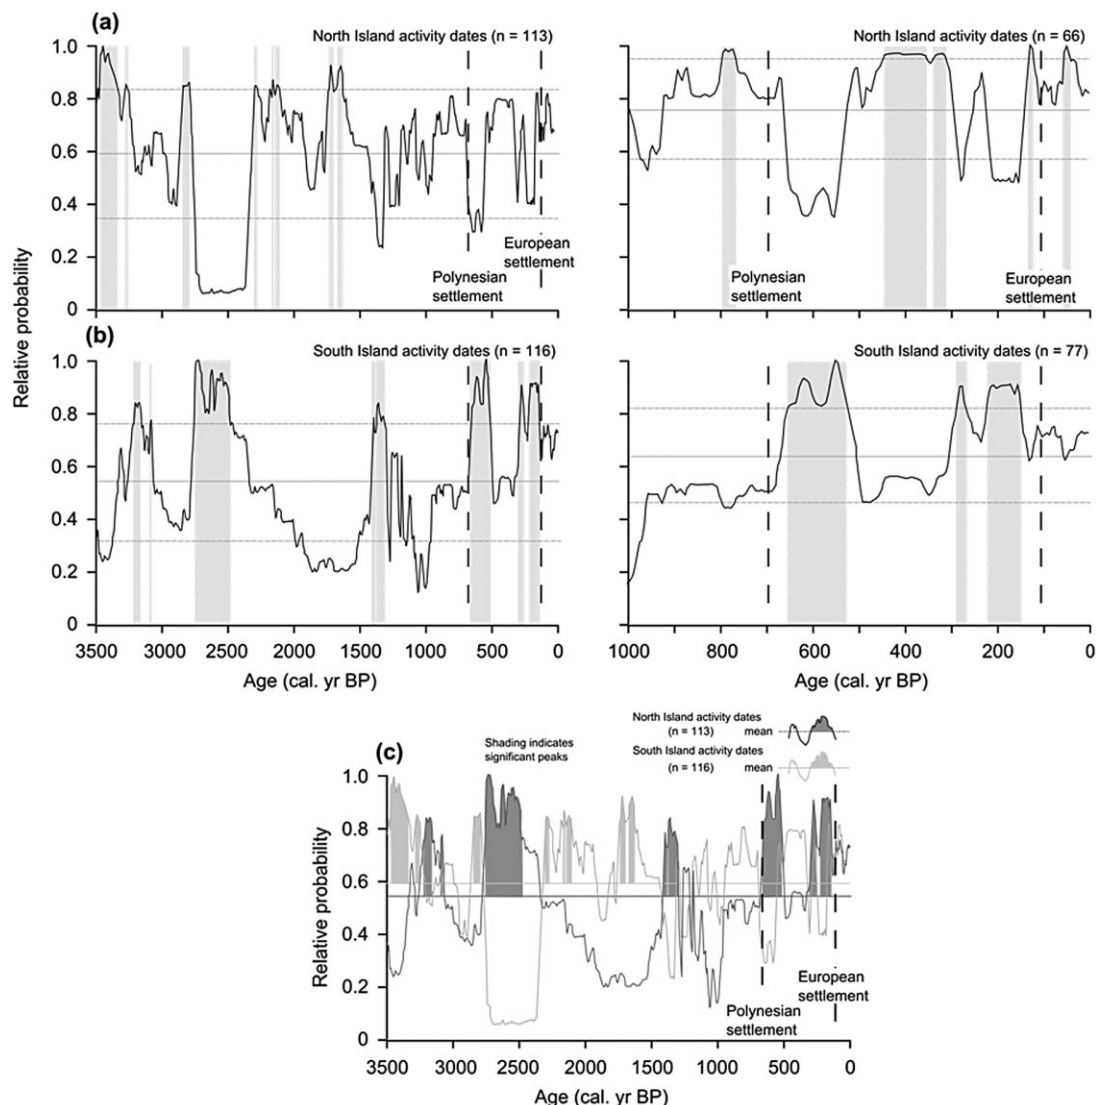 (a)
North Island activity dates (n = 113)
1.0
0.8
0.6
0.4
0.2
0
European
settlement
Polynesian
settlement
North Island activity dates (n = 66)
Polynesian
settlement
European
settlement
Relative probability
(b)
South Island activity dates (n = 116)
1.0
0.8
0.6
0.4
0.2
0
3500 3000 2500 2000 1500 1000 500 0
Age (cal. yr BP)
South Island activity dates (n = 77)
1000 800 600 400 200 0
Age (cal. yr BP)
(c)
Shading indicates
significant peaks
North Island activity dates
(n = 113) mean
South Island activity dates
(n = 116) mean
1.0
0.8
0.6
0.4
0.2
0
Relative probability
European
settlement
Polynesian
settlement
3500 3000 2500 2000 1500 1000 500 0
Age (cal. yr BP)